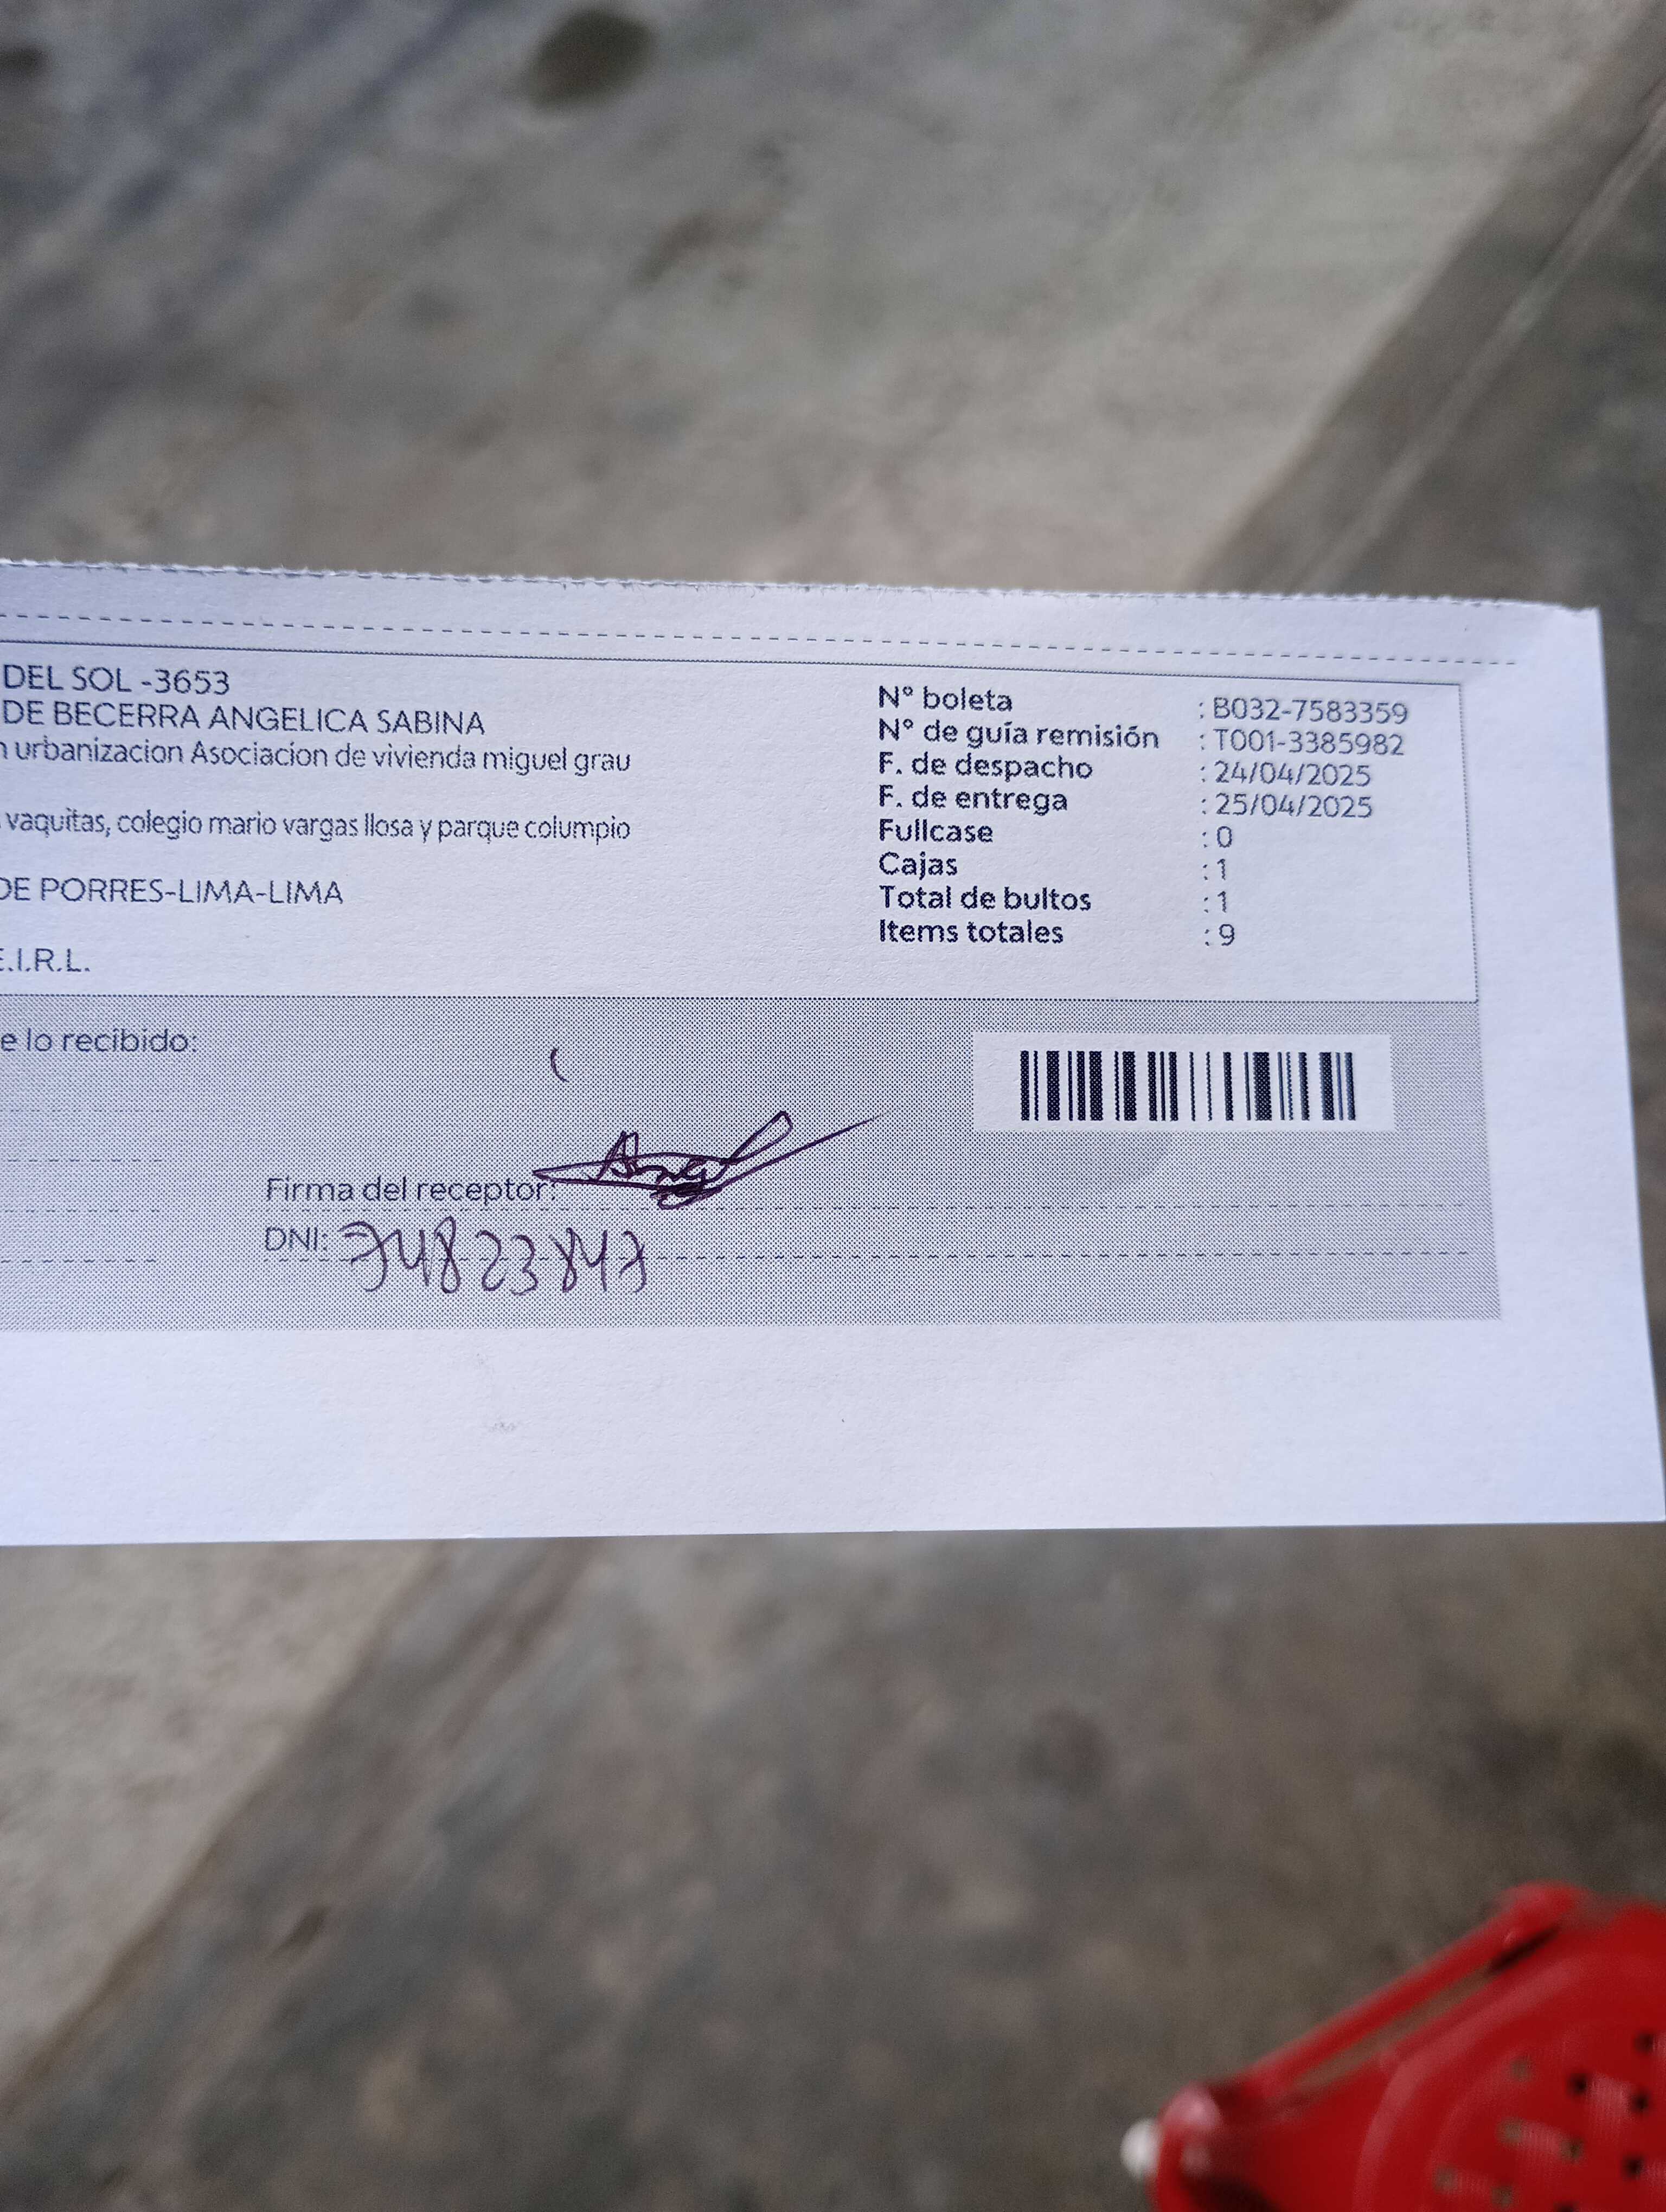 DEL SOL -3653
DE BECERRA ANGELICA SABINA
urbanizacion Asociacion de vivienda miguel grau
vaquitas, colegio mario vargas llosa y parque columpio
DE PORRES-LIMA-LIMA
E.I.R.L.
N° boleta : B032-7583359
N° de guía remisión : T001-3385982
F. de despacho : 24/04/2025
F. de entrega : 25/04/2025
Fullcase : 0
Cajas : 1
Total de bultos : 1
Items totales : 9
e lo recibido:
Firma del receptor:
DNI: 74823847